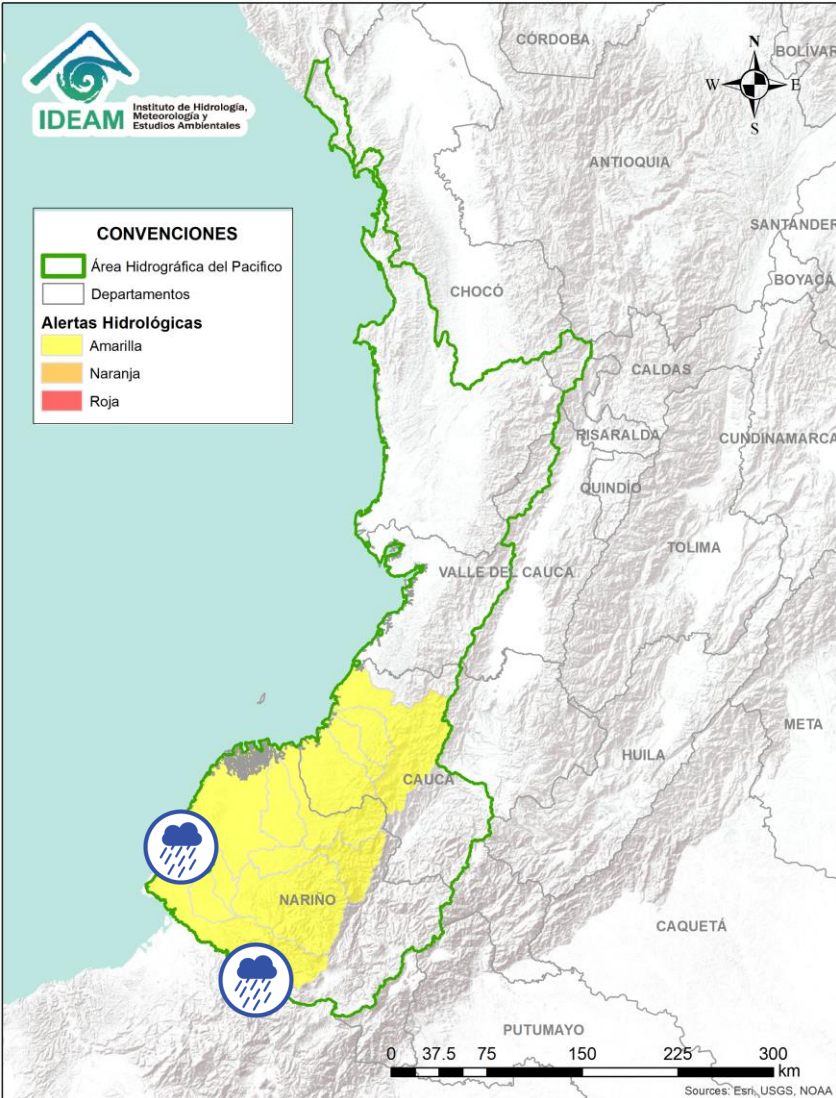 IDEAM
Instituto de Hidrología,
Meteorología y
Estudios Ambientales
N
W
E
S
CÓRDOBA
BOLÍVAR
ANTIOQUIA
SANTANDER
BOYACÁ
CHOCÓ
CALDAS
RISARALDA
CUNDINAMARCA
QUINDÍO
TOLIMA
VALLE DEL CAUCA
META
HUILA
CAUCA
NARIÑO
CAQUETÁ
PUTUMAYO
CONVENCIONES
Área Hidrográfica del Pacifico
Departamentos
Alertas Hidrológicas
Amarilla
Naranja
Roja
0 37.5 75 150 225 300
km
Sources: Esri, USGS, NOAA